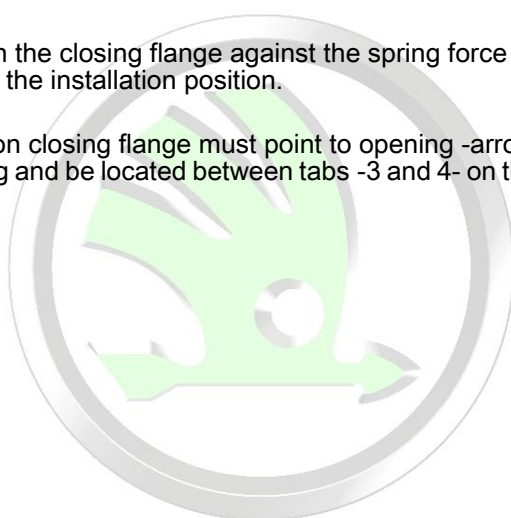 n the closing flange against the spring force
the installation position.
on closing flange must point to opening -arro
g and be located between tabs -3 and 4- on t